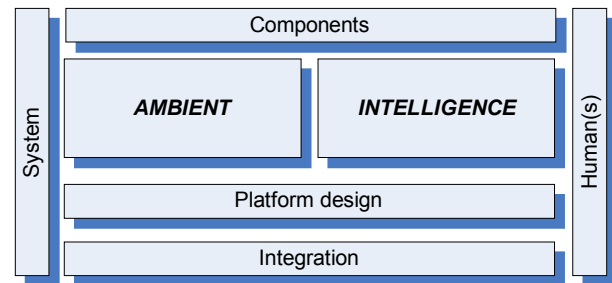 Components
System
AMBIENT
INTELLIGENCE
Human(s)
Platform design
Integration